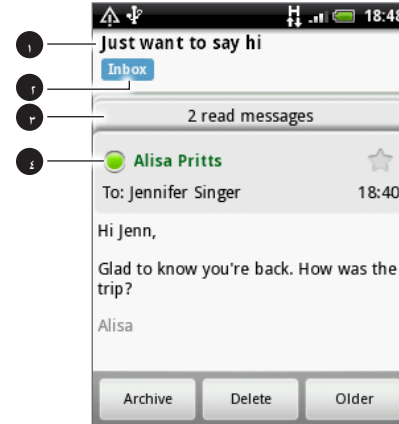 H 18:48
١ Just want to say hi
٢ Inbox
٣ 2 read messages
٤ Alisa Pritts
To: Jennifer Singer 18:40
Hi Jenn,
Glad to know you're back. How was the
trip?
Alisa
Archive Delete Older